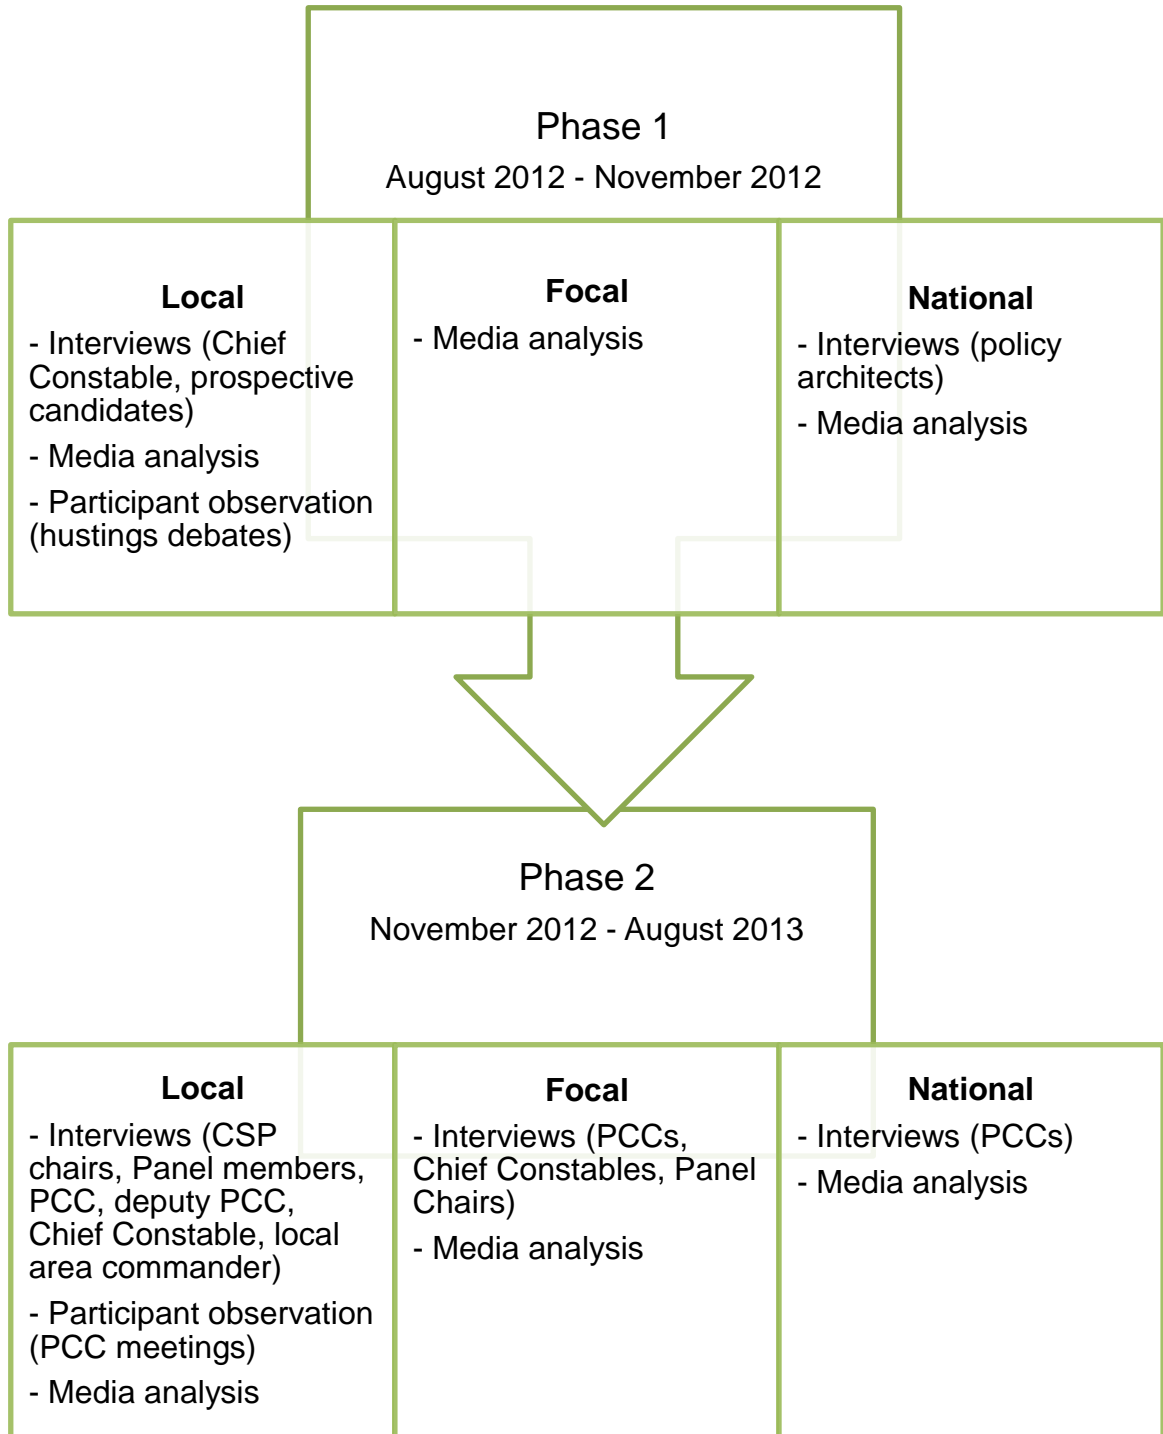 Phase 1
August 2012 - November 2012
Local
- Interviews (Chief
Constable, prospective
candidates)
- Media analysis
- Participant observation
(hustings debates)
Focal
- Media analysis
National
- Interviews (policy
architects)
- Media analysis
Phase 2
November 2012 - August 2013
Local
- Interviews (CSP
chairs, Panel members,
PCC, deputy PCC,
Chief Constable, local
area commander)
- Participant observation
(PCC meetings)
- Media analysis
Focal
- Interviews (PCCs,
Chief Constables, Panel
Chairs)
- Media analysis
National
- Interviews (PCCs)
- Media analysis